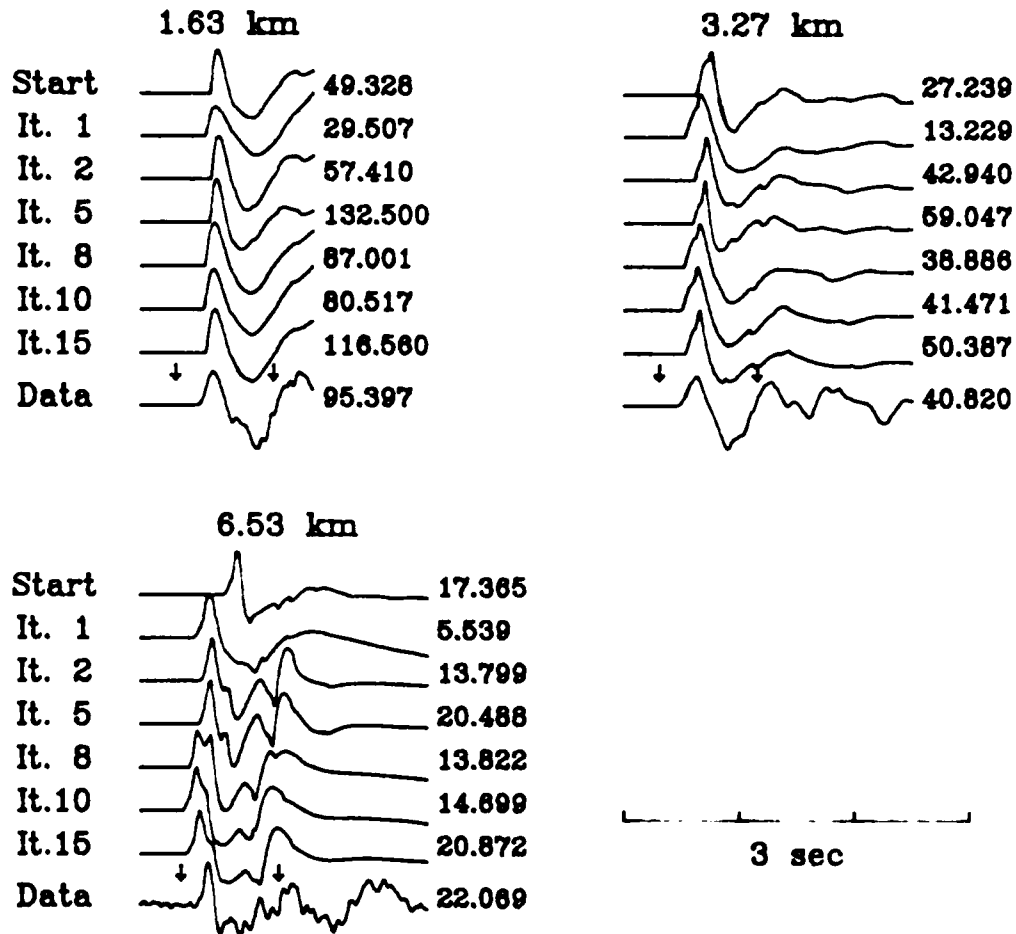 1.63 km
Start 49.328
It. 1 29.507
It. 2 57.410
It. 5 132.500
It. 8 87.001
It.10 80.517
It.15 116.560
Data 95.397
3.27 km
27.239
13.229
42.940
59.047
38.886
41.471
50.387
40.820
6.53 km
Start 17.365
It. 1 5.539
It. 2 13.799
It. 5 20.488
It. 8 13.822
It.10 14.699
It.15 20.872
Data 22.069
3 sec